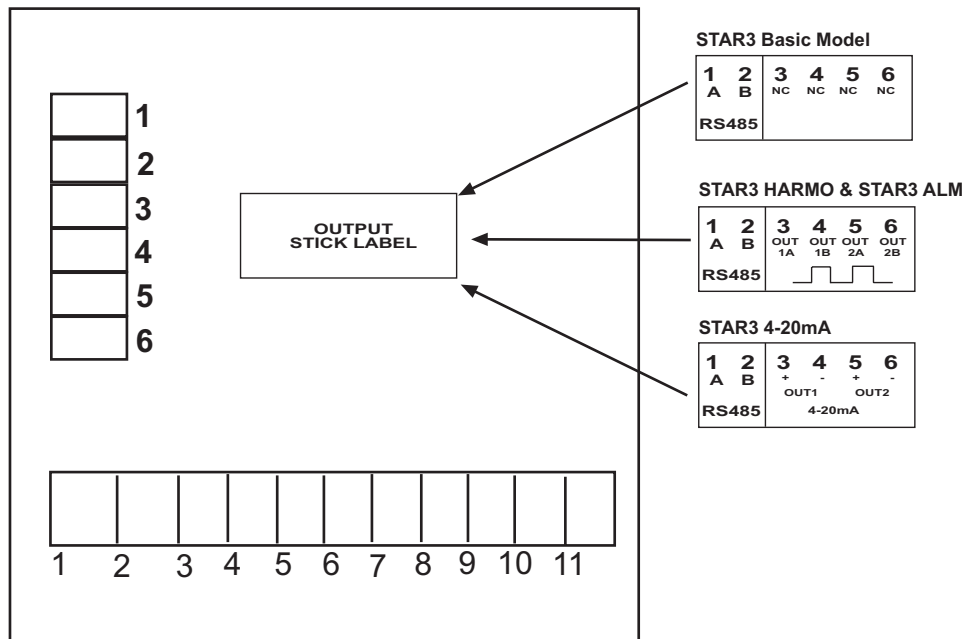 1
2
3
4
5
6
OUTPUT
STICK LABEL
1 2 3 4 5 6 7 8 9 10 11
STAR3 Basic Model
1 2 3 4 5 6
A B NC NC NC NC
RS485
STAR3 HARMO & STAR3 ALM
1 2 3 4 5 6
A B OUT OUT OUT OUT
1A 1B 2A 2B
RS485
STAR3 4-20mA
1 2 3 4 5 6
A B + - + -
OUT1 OUT2
RS485 4-20mA